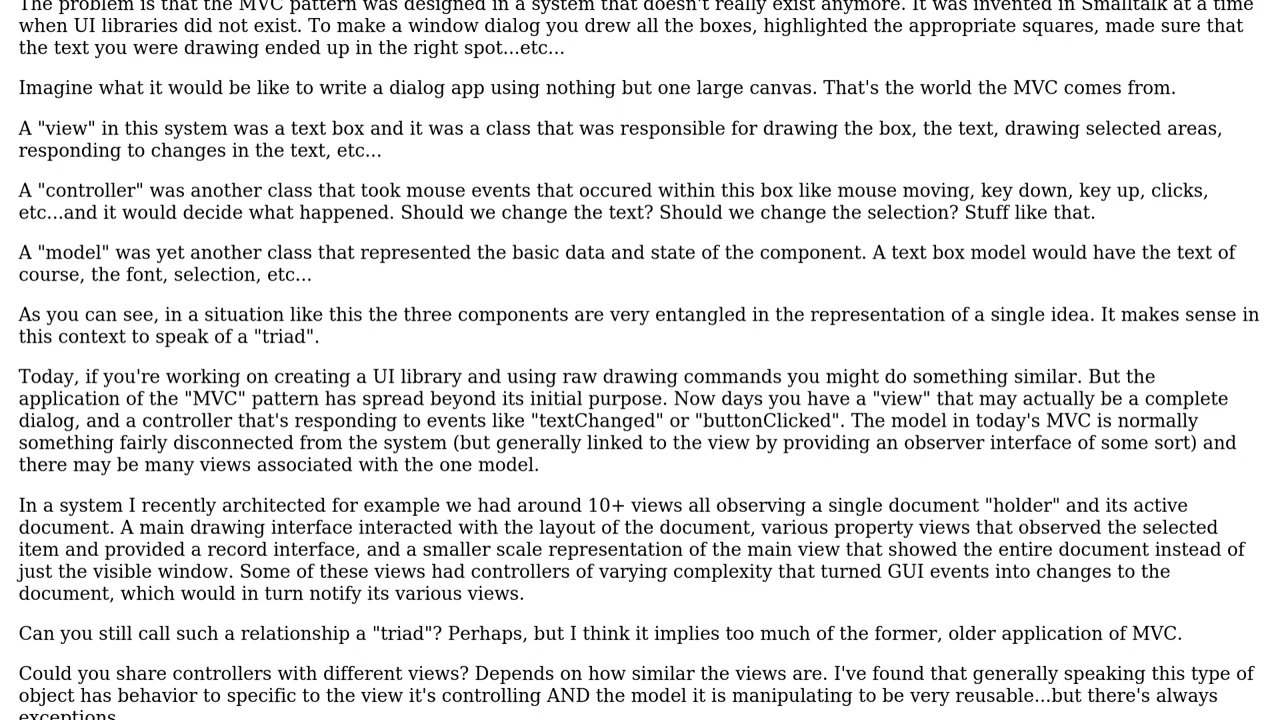 The problem is that the MVC pattern was designed in a system that doesn't really exist anymore. It was invented in Smalltalk at a time
when UI libraries did not exist. To make a window dialog you drew all the boxes, highlighted the appropriate squares, made sure that
the text you were drawing ended up in the right spot...etc...
Imagine what it would be like to write a dialog app using nothing but one large canvas. That's the world the MVC comes from.
A "view" in this system was a text box and it was a class that was responsible for drawing the box, the text, drawing selected areas,
responding to changes in the text, etc...
A "controller" was another class that took mouse events that occured within this box like mouse moving, key down, key up, clicks,
etc...and it would decide what happened. Should we change the text? Should we change the selection? Stuff like that.
A "model" was yet another class that represented the basic data and state of the component. A text box model would have the text of
course, the font, selection, etc...
As you can see, in a situation like this the three components are very entangled in the representation of a single idea. It makes sense in
this context to speak of a "triad".
Today, if you're working on creating a UI library and using raw drawing commands you might do something similar. But the
application of the "MVC" pattern has spread beyond its initial purpose. Now days you have a "view" that may actually be a complete
dialog, and a controller that's responding to events like "textChanged" or "buttonClicked". The model in today's MVC is normally
something fairly disconnected from the system (but generally linked to the view by providing an observer interface of some sort) and
there may be many views associated with the one model.
In a system I recently architected for example we had around 10+ views all observing a single document "holder" and its active
document. A main drawing interface interacted with the layout of the document, various property views that observed the selected
item and provided a record interface, and a smaller scale representation of the main view that showed the entire document instead of
just the visible window. Some of these views had controllers of varying complexity that turned GUI events into changes to the
document, which would in turn notify its various views.
Can you still call such a relationship a "triad"? Perhaps, but I think it implies too much of the former, older application of MVC.
Could you share controllers with different views? Depends on how similar the views are. I've found that generally speaking this type of
object has behavior to specific to the view it's controlling AND the model it is manipulating to be very reusable...but there's always
exceptions.